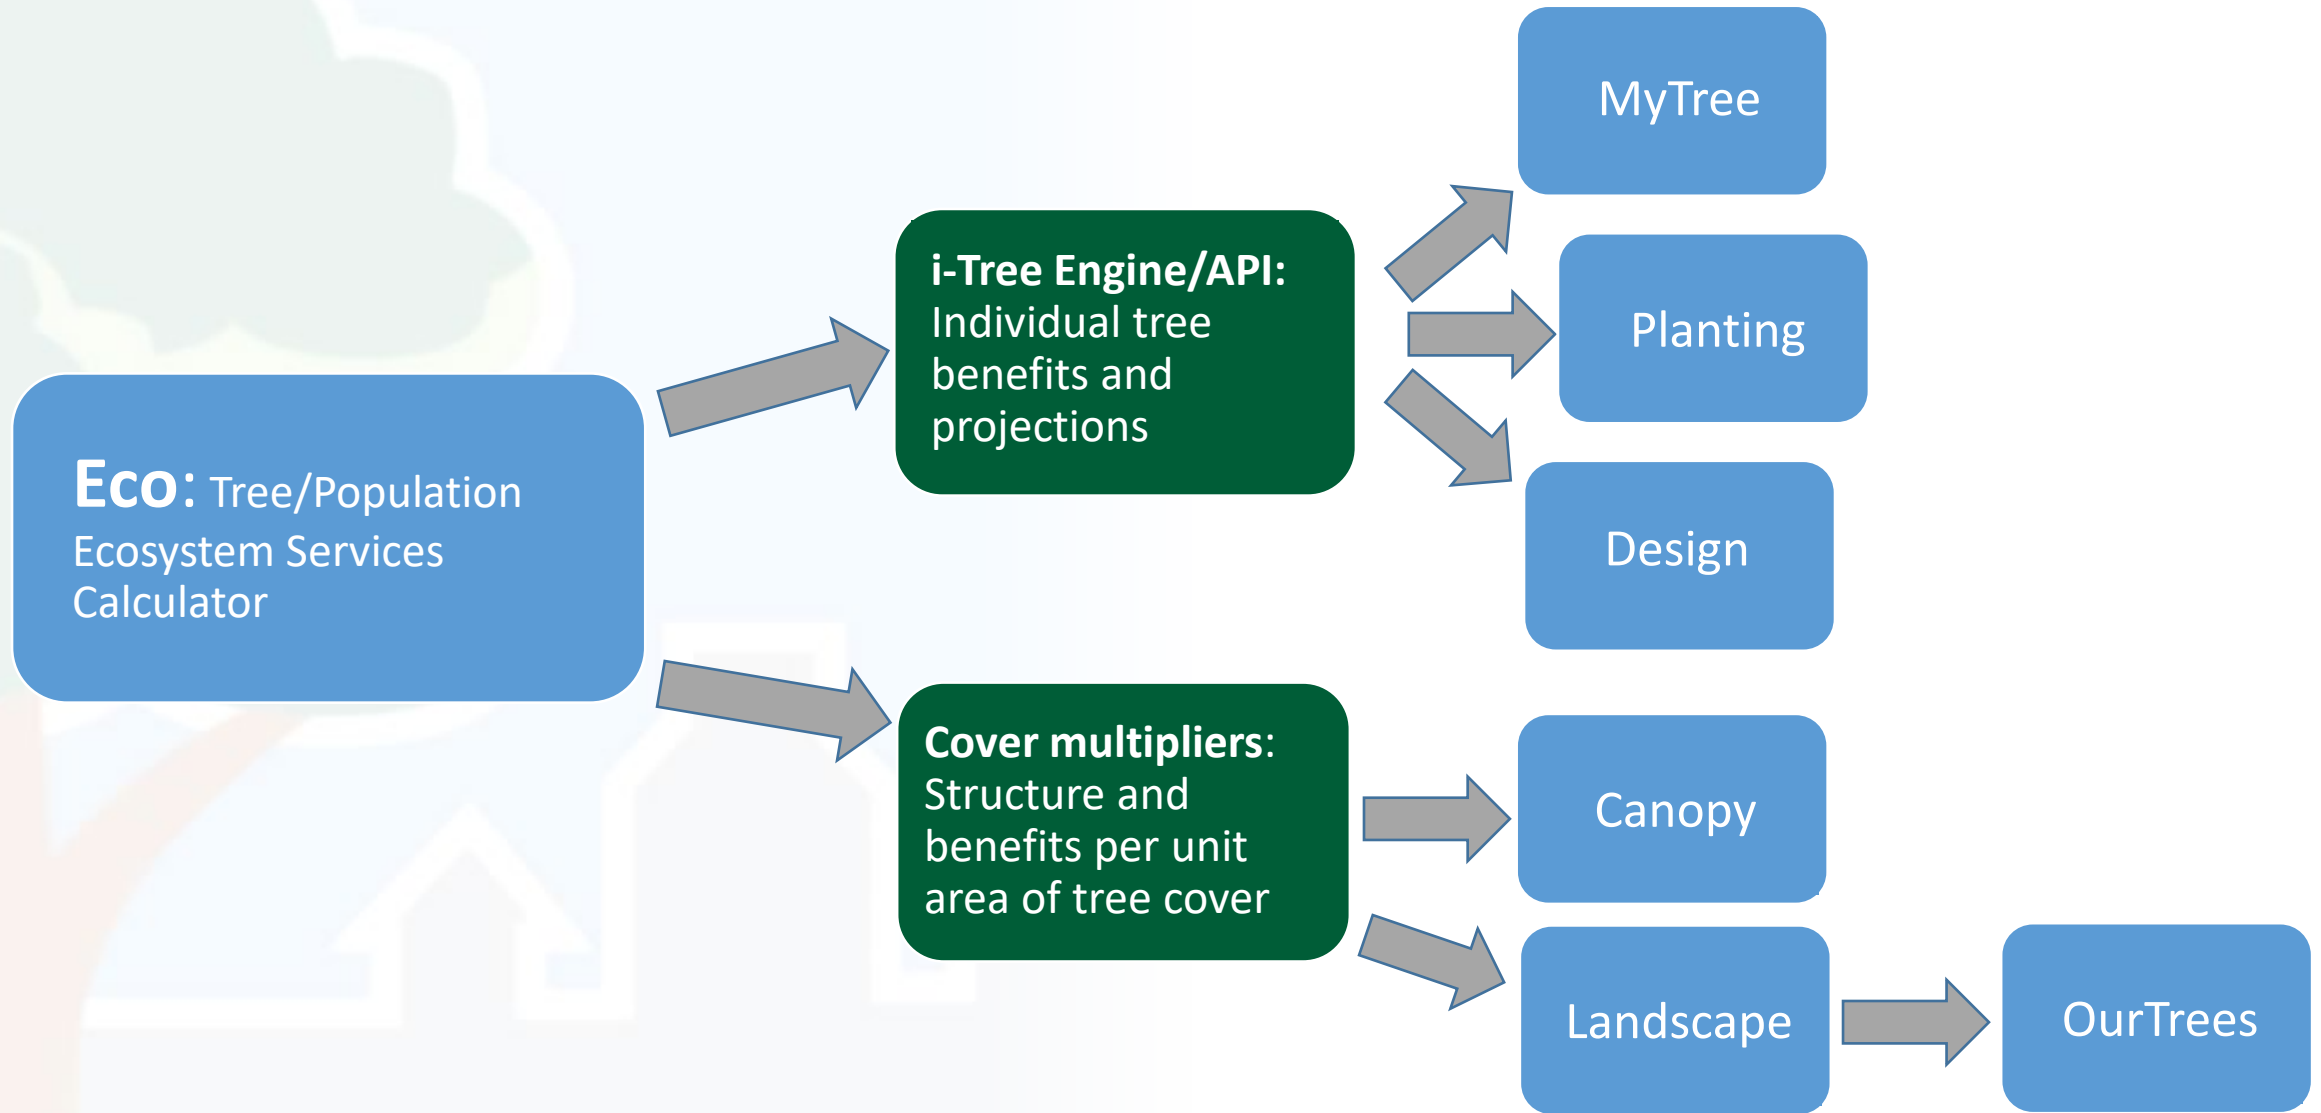 Eco: Tree/Population
Ecosystem Services
Calculator
i-Tree Engine/API:
Individual tree
benefits and
projections
MyTree
Planting
Design
Cover multipliers:
Structure and
benefits per unit
area of tree cover
Canopy
Landscape
OurTrees